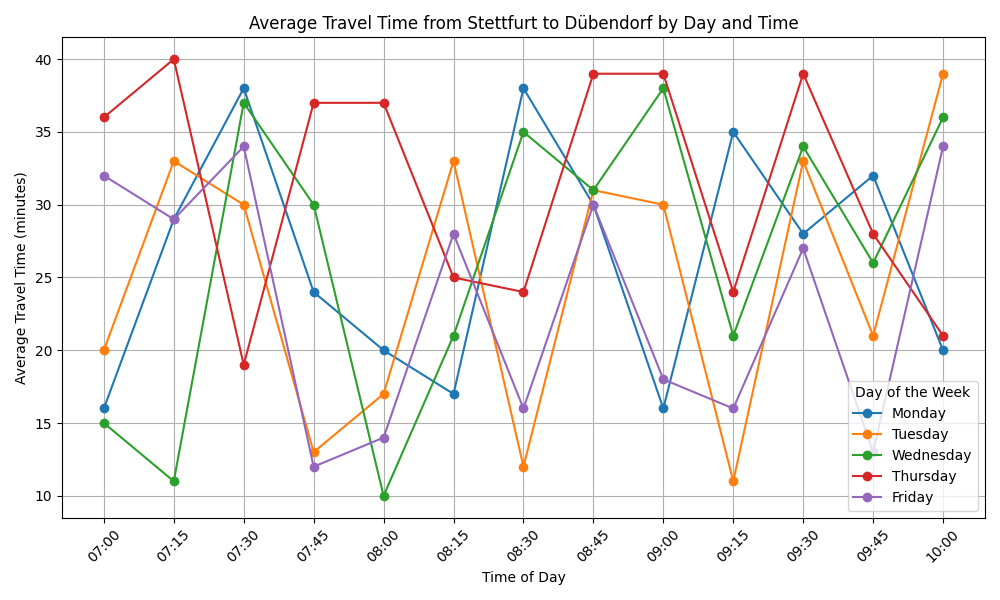 Average Travel Time from Stettfurt to Dübendorf by Day and Time
Average Travel Time (minutes)
40
35
30
25
20
15
10
Day of the Week
Monday
Tuesday
Wednesday
Thursday
Friday
07:00
07:15
07:30
07:45
08:00
08:15
08:30
08:45
09:00
09:15
09:30
09:45
10:00
Time of Day